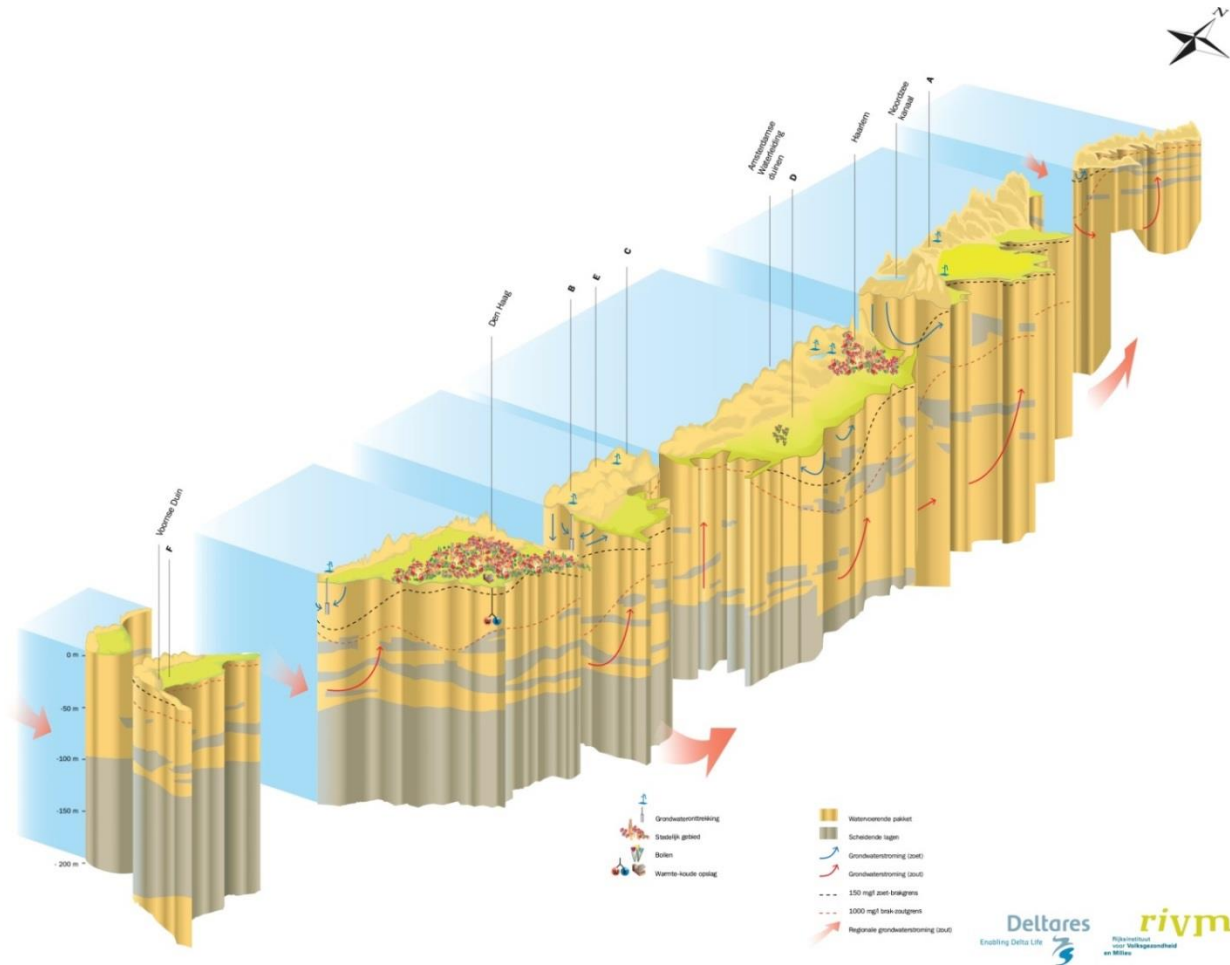 N
A
Noordzee
kanaal
Haarlem
Amsterdamse
Waterleiding
duinen
D
C
E
B
Den Haag
Voornse Duin
F
0 m
-50 m
-100 m
-150 m
- 200 m
Grondwateronttrekking
Stedelijk gebied
Bollen
Warmte-koude opslag
Watervoerende pakket
Scheidende lagen
Grondwaterstroming (zoet)
Grondwaterstroming (zout)
150 mg/l zoet-brakgrens
1000 mg/l brak-zoutgrens
Regionale grondwaterstroming (zout)
Deltares
Enabling Delta Life
rivm
Rijksinstituut
voor Volksgezondheid
en Milieu